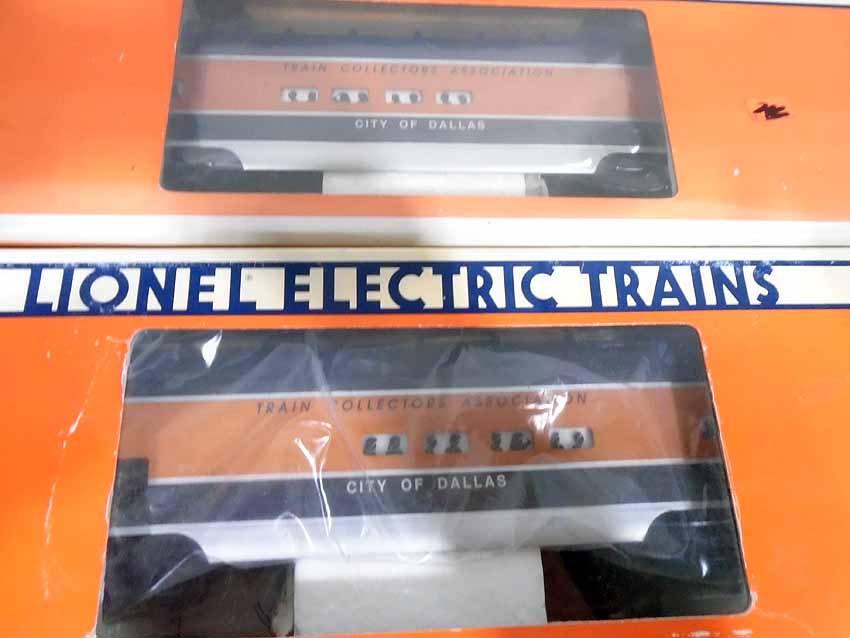 TRAIN COLLECTORS ASSOCIATION
CITY OF DALLAS
LIONEL® ELECTRIC TRAINS
TRAIN COLLECTORS ASSOCIATION
CITY OF DALLAS